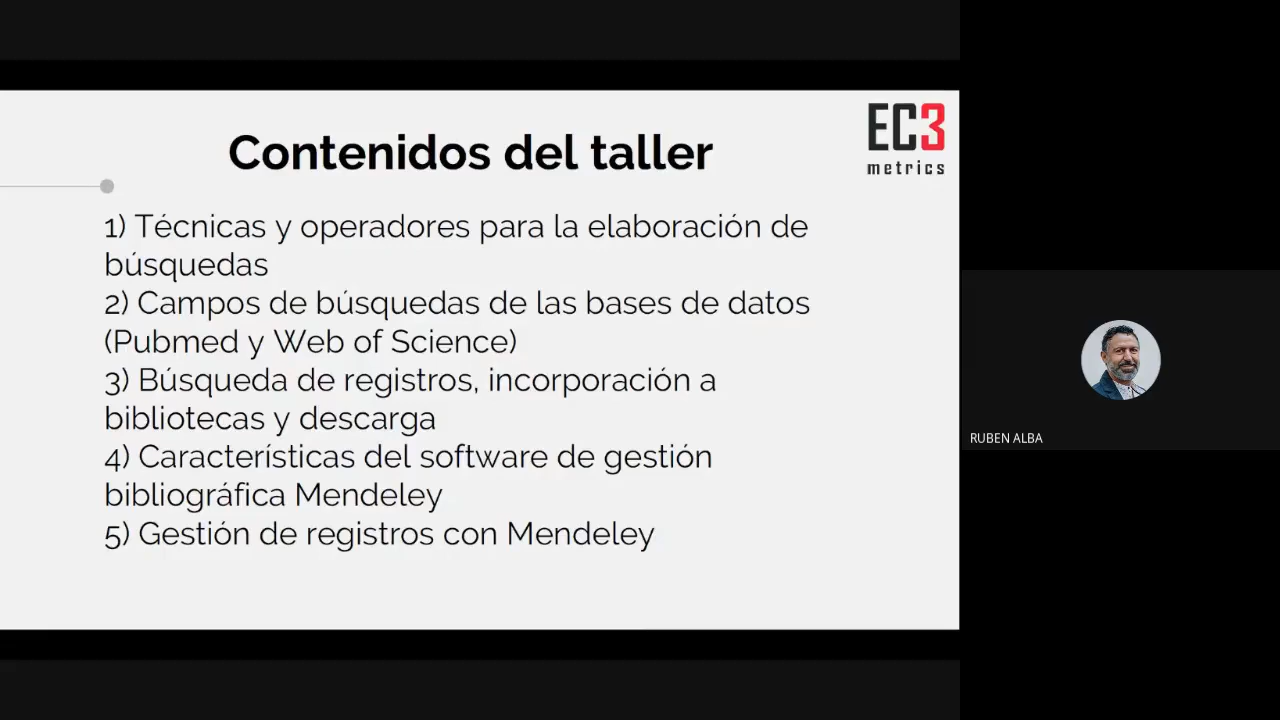 Contenidos del taller
EC3
metrics
1) Técnicas y operadores para la elaboración de
búsquedas
2) Campos de búsquedas de las bases de datos
(Pubmed y Web of Science)
3) Búsqueda de registros, incorporación a
bibliotecas y descarga
4) Características del software de gestión
bibliográfica Mendeley
5) Gestión de registros con Mendeley
RUBEN ALBA